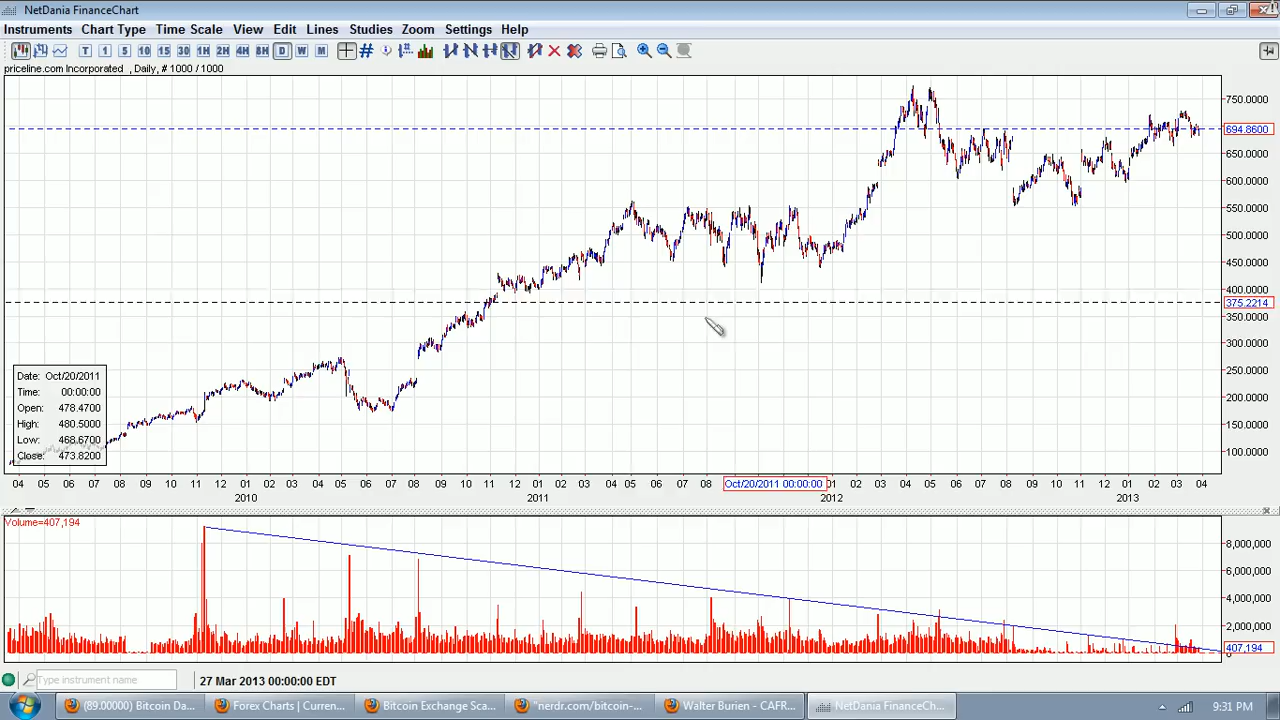 NetDania FinanceChart
Instruments Chart Type Time Scale View Edit Lines Studies Zoom Settings Help
T 1 5 10 15 30 1H 2H 4H 8H D W M
priceline.com Incorporated , Daily, # 1000 / 1000
750.0000
694.8600
650.0000
600.0000
550.0000
500.0000
450.0000
400.0000
375.2214
350.0000
300.0000
250.0000
200.0000
150.0000
100.0000
Date: Oct/20/2011
Time: 00:00:00
Open: 478.4700
High: 480.5000
Low: 468.6700
Close: 473.8200
04 05 06 07 08 09 10 11 12 01 02 03 04 05 06 07 08 09 10 11 12 01 02 03 04 05 06 07 08 Oct/20/2011 00:00:00 01 02 03 04 05 06 07 08 09 10 11 12 01 02 03 04
2010 2011 2012 2013
Volume=407,194
8,000,000
6,000,000
4,000,000
2,000,000
407,194
Type instrument name
27 Mar 2013 00:00:00 EDT
(89.00000) Bitcoin Da...
Forex Charts | Curren...
Bitcoin Exchange Sca...
"nerdr.com/bitcoin-...
Walter Burien - CAFR...
NetDania FinanceCh...
9:31 PM